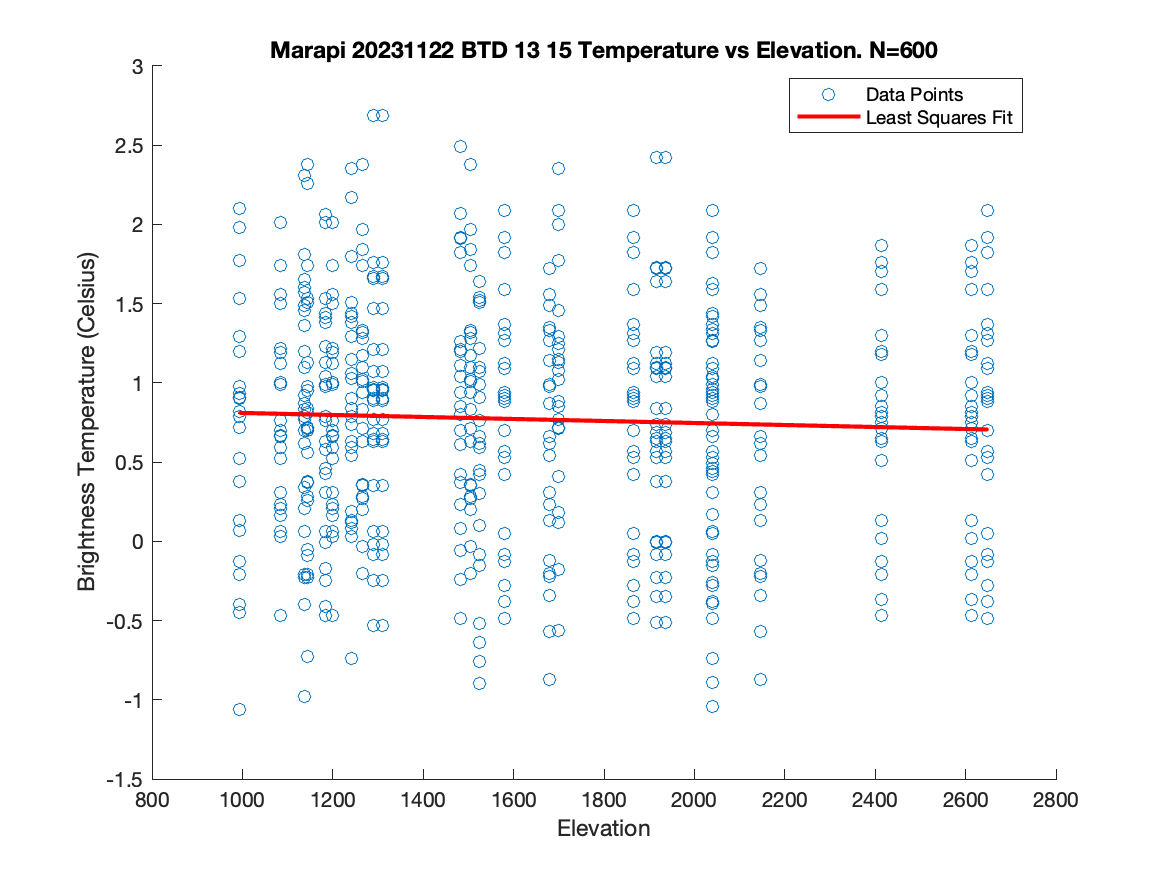 Marapi 20231122 BTD 13 15 Temperature vs Elevation. N=600
Data Points
Least Squares Fit
Brightness Temperature (Celsius)
3
2.5
2
1.5
1
0.5
0
-0.5
-1
-1.5
800 1000 1200 1400 1600 1800 2000 2200 2400 2600 2800
Elevation